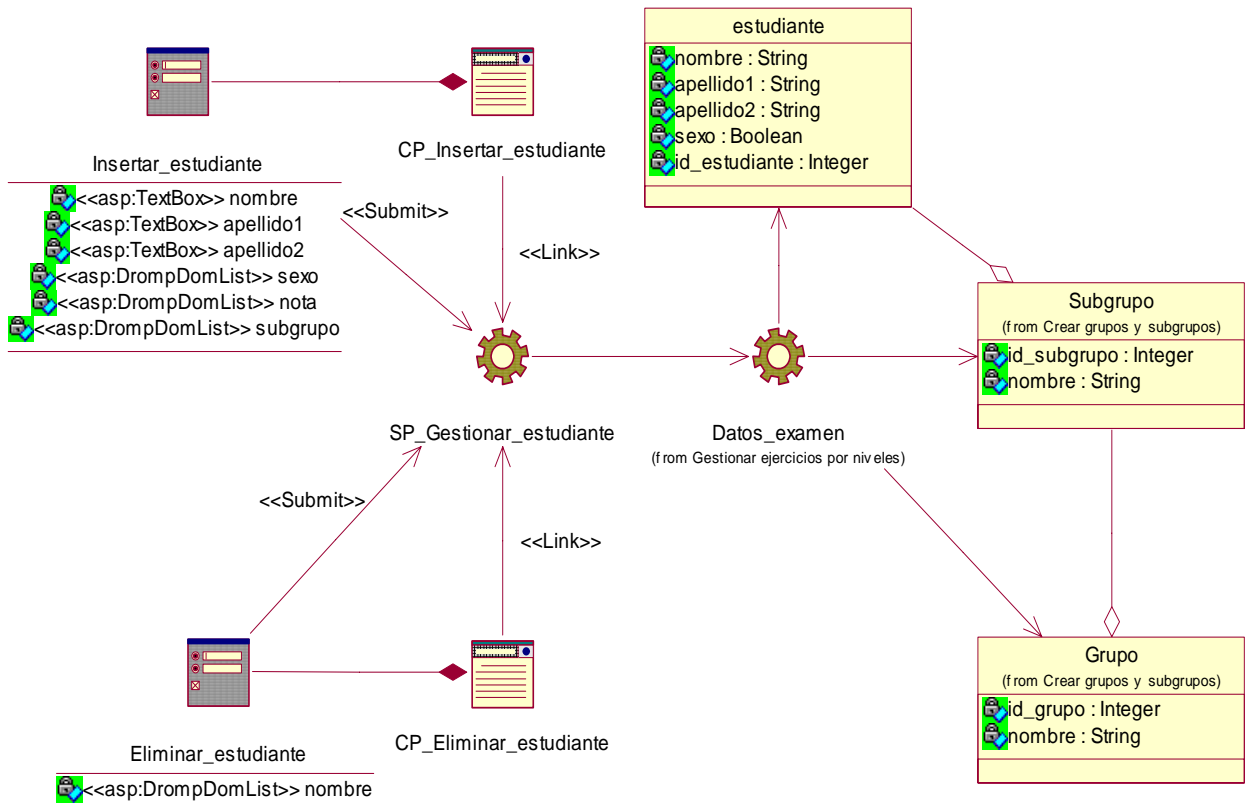 estudiante
nombre : String
apellido1 : String
apellido2 : String
sexo : Boolean
id_estudiante : Integer
CP_Insertar_estudiante
Insertar_estudiante
<<asp:TextBox>> nombre
<<asp:TextBox>> apellido1
<<asp:TextBox>> apellido2
<<asp:DrompDomList>> sexo
<<asp:DrompDomList>> nota
<<asp:DrompDomList>> subgrupo
<<Submit>>
<<Link>>
Subgrupo
(from Crear grupos y subgrupos)
id_subgrupo : Integer
nombre : String
SP_Gestionar_estudiante
Datos_examen
(from Gestionar ejercicios por niveles)
<<Submit>>
<<Link>>
Grupo
(from Crear grupos y subgrupos)
id_grupo : Integer
nombre : String
CP_Eliminar_estudiante
Eliminar_estudiante
<<asp:DrompDomList>> nombre